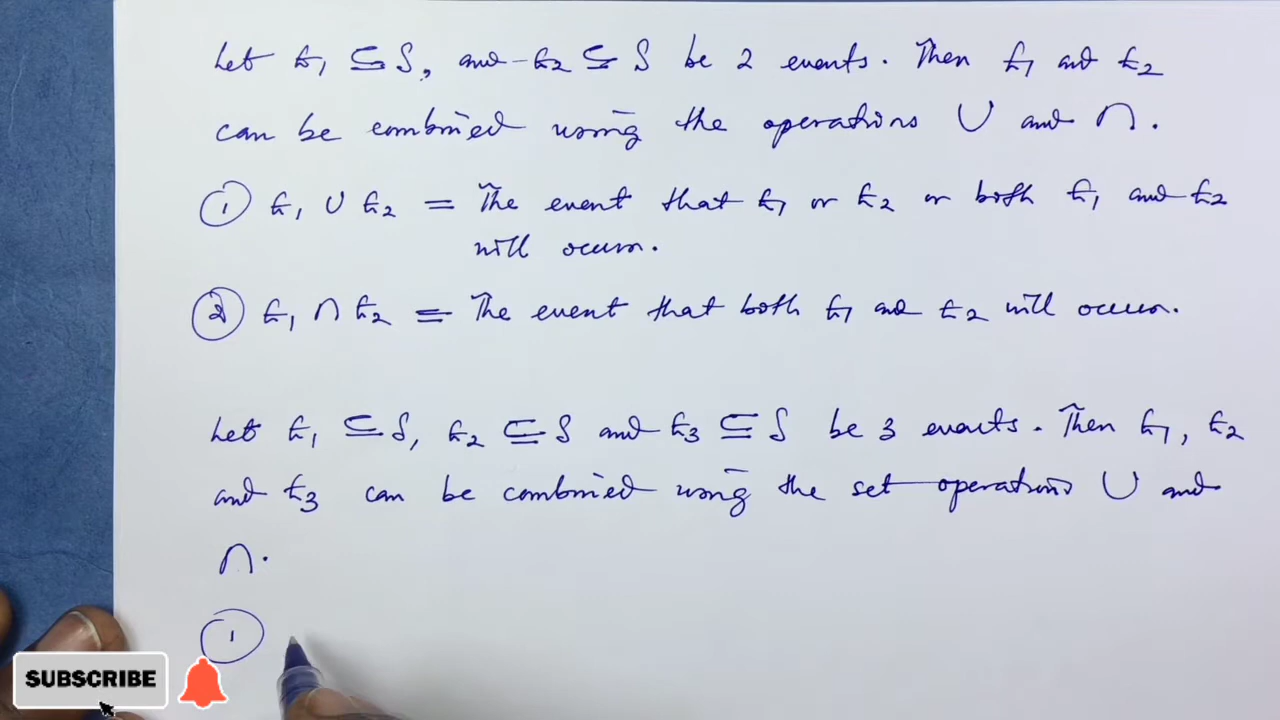 Let E1 ⊆ S, and E2 ⊆ S be 2 events. Then E1 and E2
can be combined using the operations ∪ and ∩.
① E1 ∪ E2 = The event that E1 or E2 or both E1 and E2
will occur.
② E1 ∩ E2 = The event that both E1 and E2 will occur.
Let E1 ⊆ S, E2 ⊆ S and E3 ⊆ S be 3 events. Then E1, E2
and E3 can be combined using the set operations ∪ and
∩.
①
SUBSCRIBE